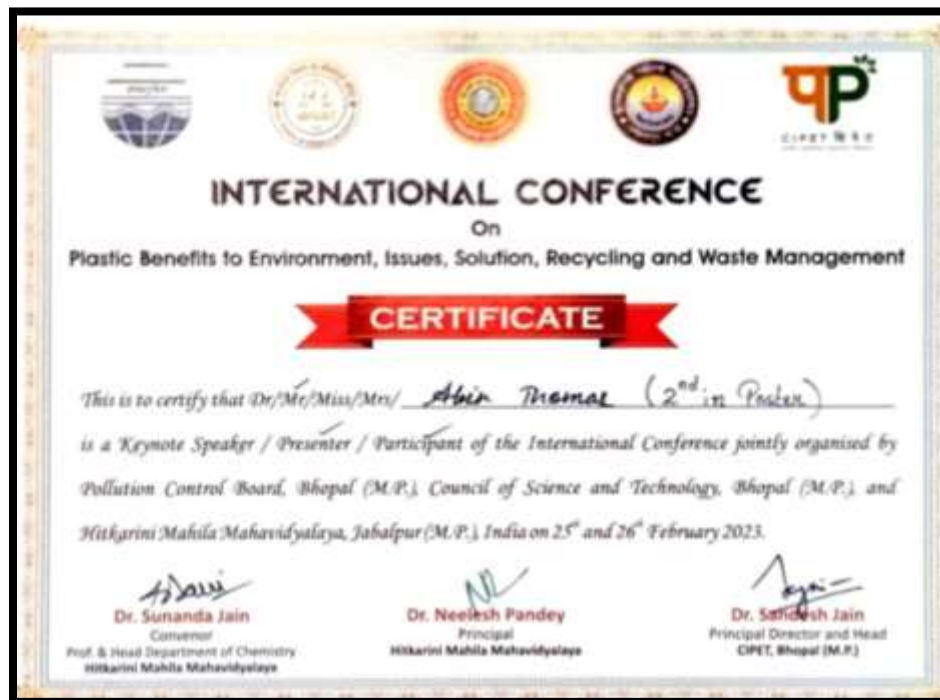 CIPET
INTERNATIONAL CONFERENCE
On
Plastic Benefits to Environment, Issues, Solution, Recycling and Waste Management
CERTIFICATE
This is to certify that Dr/Mr/Miss/Mrs/ Thomas (2nd in Poster)
is a Keynote Speaker / Presenter / Participant of the International Conference jointly organised by
Pollution Control Board, Bhopal (M.P.), Council of Science and Technology, Bhopal (M.P.), and
Hitkarini Mahila Mahavidyalaya, Jabalpur (M.P.), India on 25th and 26th February 2023.
Dr. Sunanda Jain
Convenor
Prof. & Head Department of Chemistry
Hitkarini Mahila Mahavidyalaya
Dr. Neelesh Pandey
Principal
Hitkarini Mahila Mahavidyalaya
Dr. Sandesh Jain
Principal Director and Head
CIPET, Bhopal (M.P.)